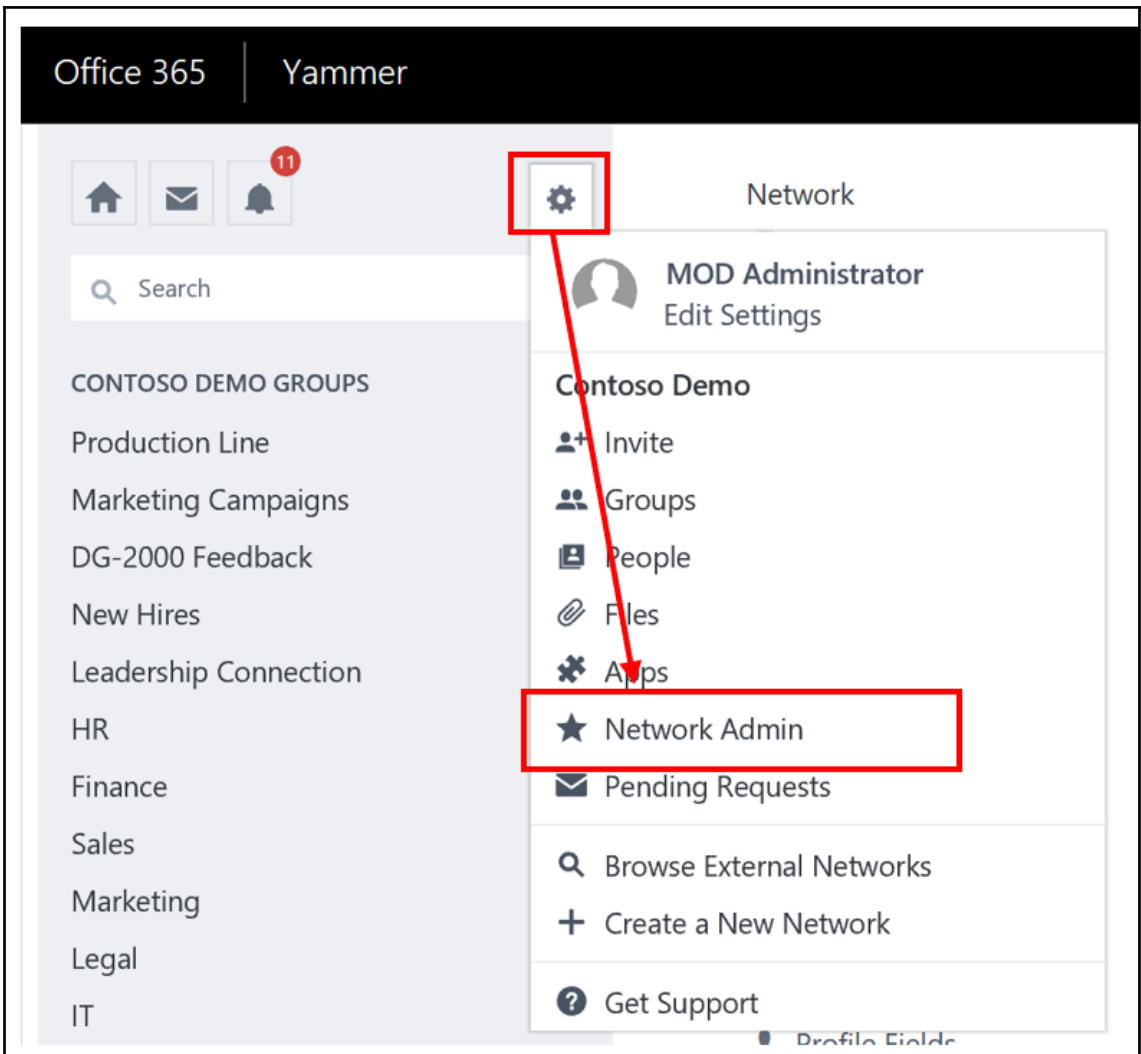 Office 365 Yammer
11
Network
Search
CONTOSO DEMO GROUPS
Production Line
Marketing Campaigns
DG-2000 Feedback
New Hires
Leadership Connection
HR
Finance
Sales
Marketing
Legal
IT
MOD Administrator
Edit Settings
Contoso Demo
Invite
Groups
People
Files
Apps
Network Admin
Pending Requests
Browse External Networks
Create a New Network
Get Support
Profile Fields